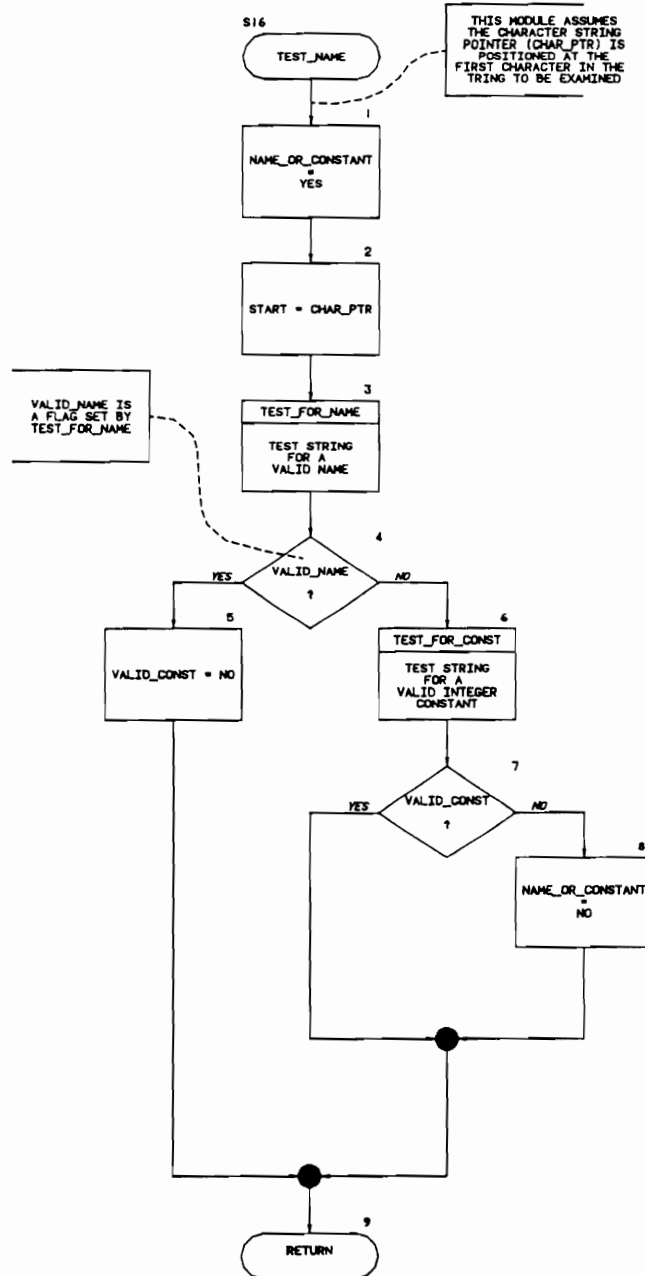 S16
TEST_NAME
THIS MODULE ASSUMES
THE CHARACTER STRING
POINTER (CHAR_PTR) IS
POSITIONED AT THE
FIRST CHARACTER IN THE
TRING TO BE EXAMINED
1
NAME_OR_CONSTANT
=
YES
2
START = CHAR_PTR
3
TEST_FOR_NAME
TEST STRING
FOR A
VALID NAME
VALID_NAME IS
A FLAG SET BY
TEST_FOR_NAME
4
VALID_NAME
?
YES
NO
5
VALID_CONST = NO
6
TEST_FOR_CONST
TEST STRING
FOR A
VALID INTEGER
CONSTANT
7
VALID_CONST
?
YES
NO
8
NAME_OR_CONSTANT
=
NO
9
RETURN